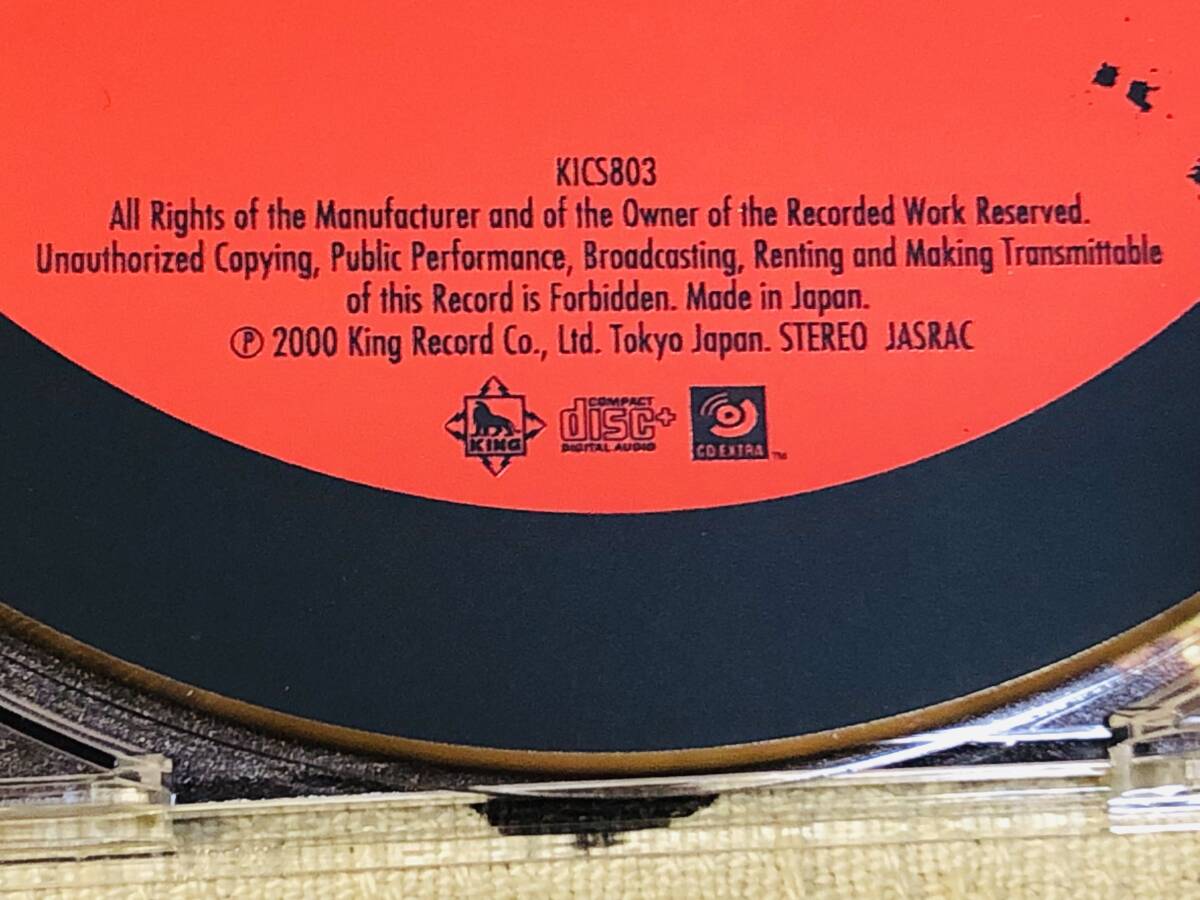 KICS803
All Rights of the Manufacturer and of the Owner of the Recorded Work Reserved.
Unauthorized Copying, Public Performance, Broadcasting, Renting and Making Transmittable
of this Record is Forbidden. Made in Japan.
Ⓟ 2000 King Record Co., Ltd. Tokyo Japan. STEREO JASRAC
KING
COMPACT
disc+
DIGITAL AUDIO
CD EXTRA ™